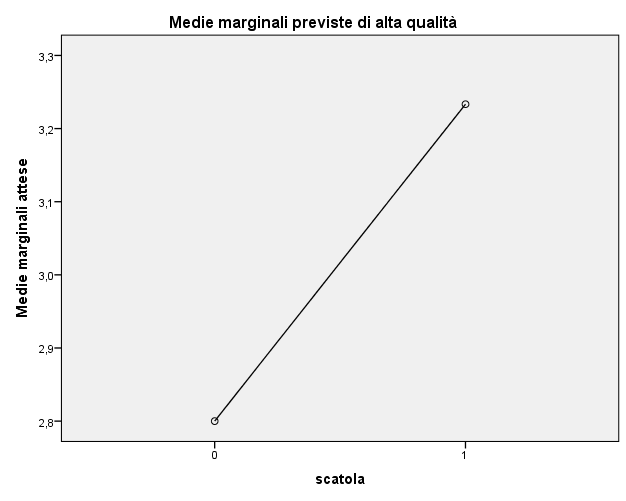 Medie marginali previste di alta qualità
Medie marginali attese
3,3
3,2
3,1
3,0
2,9
2,8
0
1
scatola